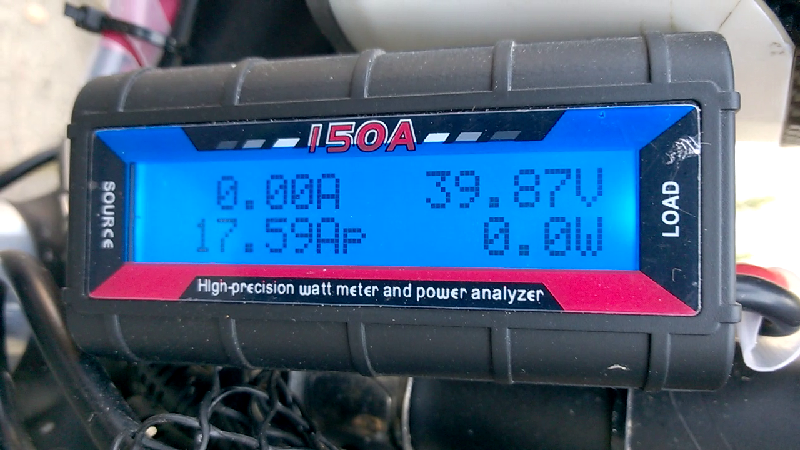 150A
SOURCE
0.00A 39.87V
17.59Ap 0.0W
LOAD
High-precision watt meter and power analyzer